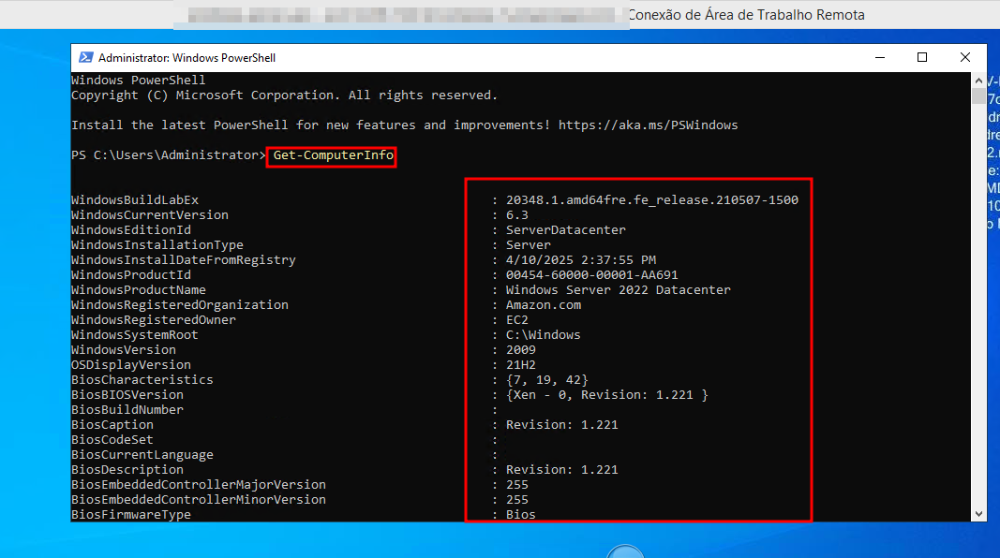 Conexão de Área de Trabalho Remota
Administrator: Windows PowerShell
Windows PowerShell
Copyright (C) Microsoft Corporation. All rights reserved.
Install the latest PowerShell for new features and improvements! https://aka.ms/PSWindows
PS C:\Users\Administrator> Get-ComputerInfo
WindowsBuildLabEx : 20348.1.amd64fre.fe_release.210507-1500
WindowsCurrentVersion : 6.3
WindowsEditionId : ServerDatacenter
WindowsInstallationType : Server
WindowsInstallDateFromRegistry : 4/10/2025 2:37:55 PM
WindowsProductId : 00454-60000-00001-AA691
WindowsProductName : Windows Server 2022 Datacenter
WindowsRegisteredOrganization : Amazon.com
WindowsRegisteredOwner : EC2
WindowsSystemRoot : C:\Windows
WindowsVersion : 2009
OSDisplayVersion : 21H2
BiosCharacteristics : {7, 19, 42}
BiosBIOSVersion : {Xen - 0, Revision: 1.221 }
BiosBuildNumber :
BiosCaption : Revision: 1.221
BiosCodeSet :
BiosCurrentLanguage :
BiosDescription : Revision: 1.221
BiosEmbeddedControllerMajorVersion : 255
BiosEmbeddedControllerMinorVersion : 255
BiosFirmwareType : Bios